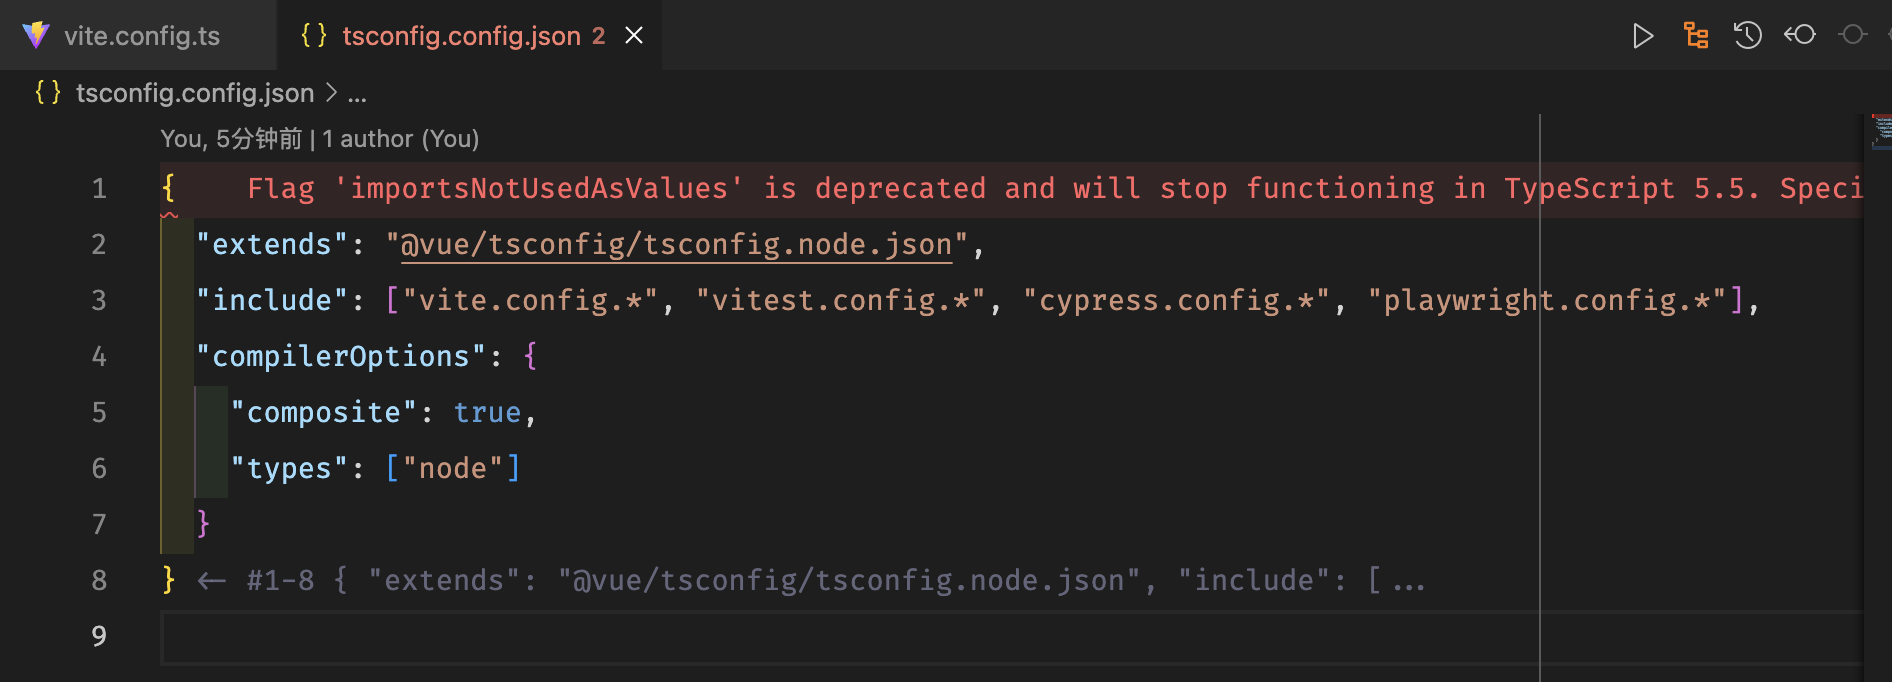 vite.config.ts
{} tsconfig.config.json 2
{} tsconfig.config.json > ...
You, 5分钟前 | 1 author (You)
1 { Flag 'importsNotUsedAsValues' is deprecated and will stop functioning in TypeScript 5.5. Speci
2 "extends": "@vue/tsconfig/tsconfig.node.json",
3 "include": ["vite.config.*", "vitest.config.*", "cypress.config.*", "playwright.config.*"],
4 "compilerOptions": {
5 "composite": true,
6 "types": ["node"]
7 }
8 } ← #1-8 { "extends": "@vue/tsconfig/tsconfig.node.json", "include": [ ...
9